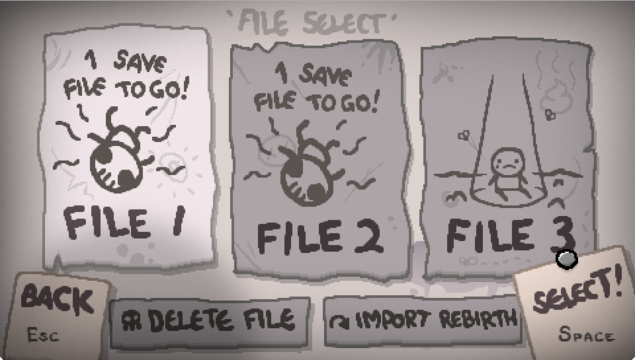 'FILE SELECT'
1 SAVE
FILE TO GO!
FILE 1
1 SAVE
FILE TO GO!
FILE 2
FILE 3
BACK
ESC
DELETE FILE
IMPORT REBIRTH
SELECT!
SPACE